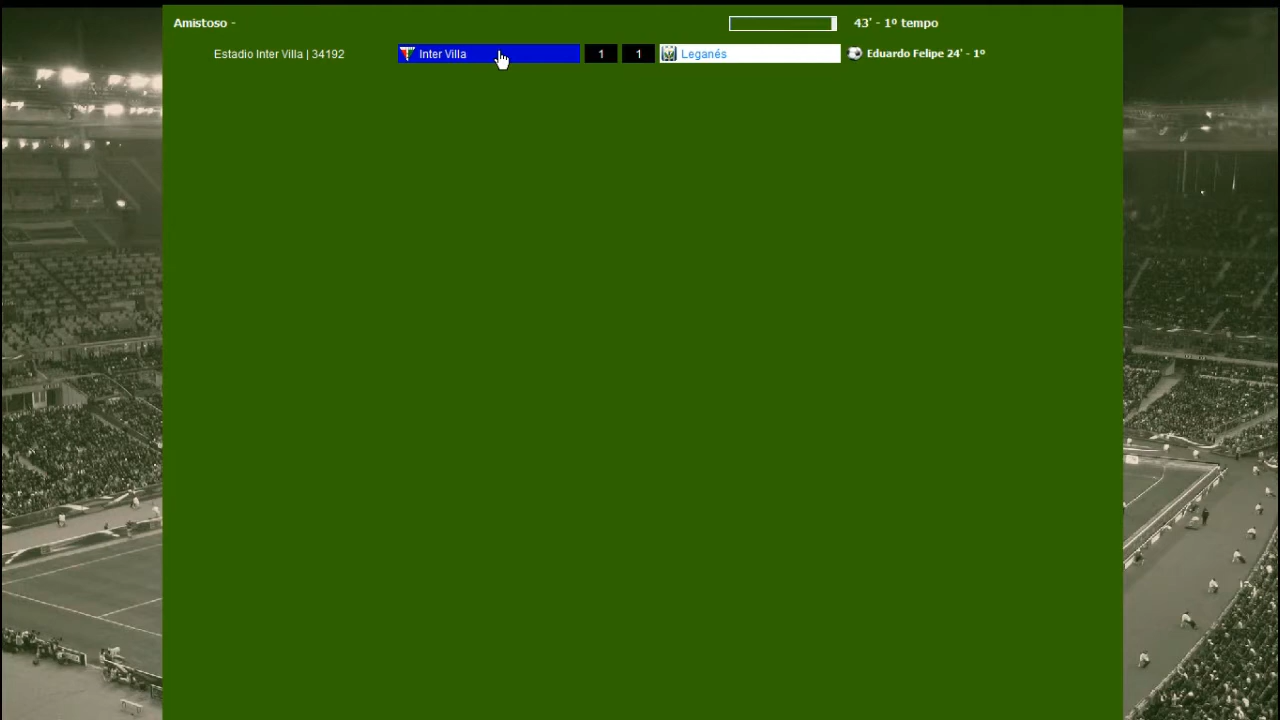 Amistoso - 43' - 1º tempo
Estadio Inter Villa | 34192 Inter Villa 1 1 Leganés Eduardo Felipe 24' - 1º